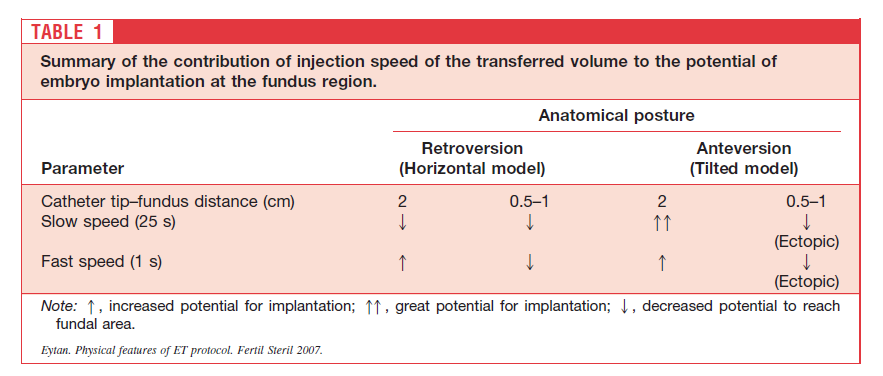 TABLE 1
Summary of the contribution of injection speed of the transferred volume to the potential of
embryo implantation at the fundus region.
Anatomical posture
Retroversion Anteversion
Parameter (Horizontal model) (Tilted model)
Catheter tip–fundus distance (cm) 2 0.5–1 2 0.5–1
Slow speed (25 s) ↓ ↓ ↑↑ ↓
(Ectopic)
Fast speed (1 s) ↑ ↓ ↑ ↓
(Ectopic)
Note: ↑, increased potential for implantation; ↑↑, great potential for implantation; ↓, decreased potential to reach
fundal area.
Eytan. Physical features of ET protocol. Fertil Steril 2007.